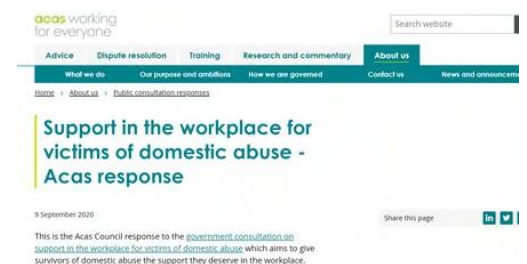 acas working
for everyone
Search website
Advice Dispute resolution Training Research and commentary About us
What we do Our purpose and ambitions How we are governed Contact us News and
Home > About us > Public consultation responses
Support in the workplace for
victims of domestic abuse -
Acas response
9 September 2020
Share this page
This is the Acas Council response to the government consultation on
support in the workplace for victims of domestic abuse which aims to give
survivors of domestic abuse the support they deserve in the workplace.